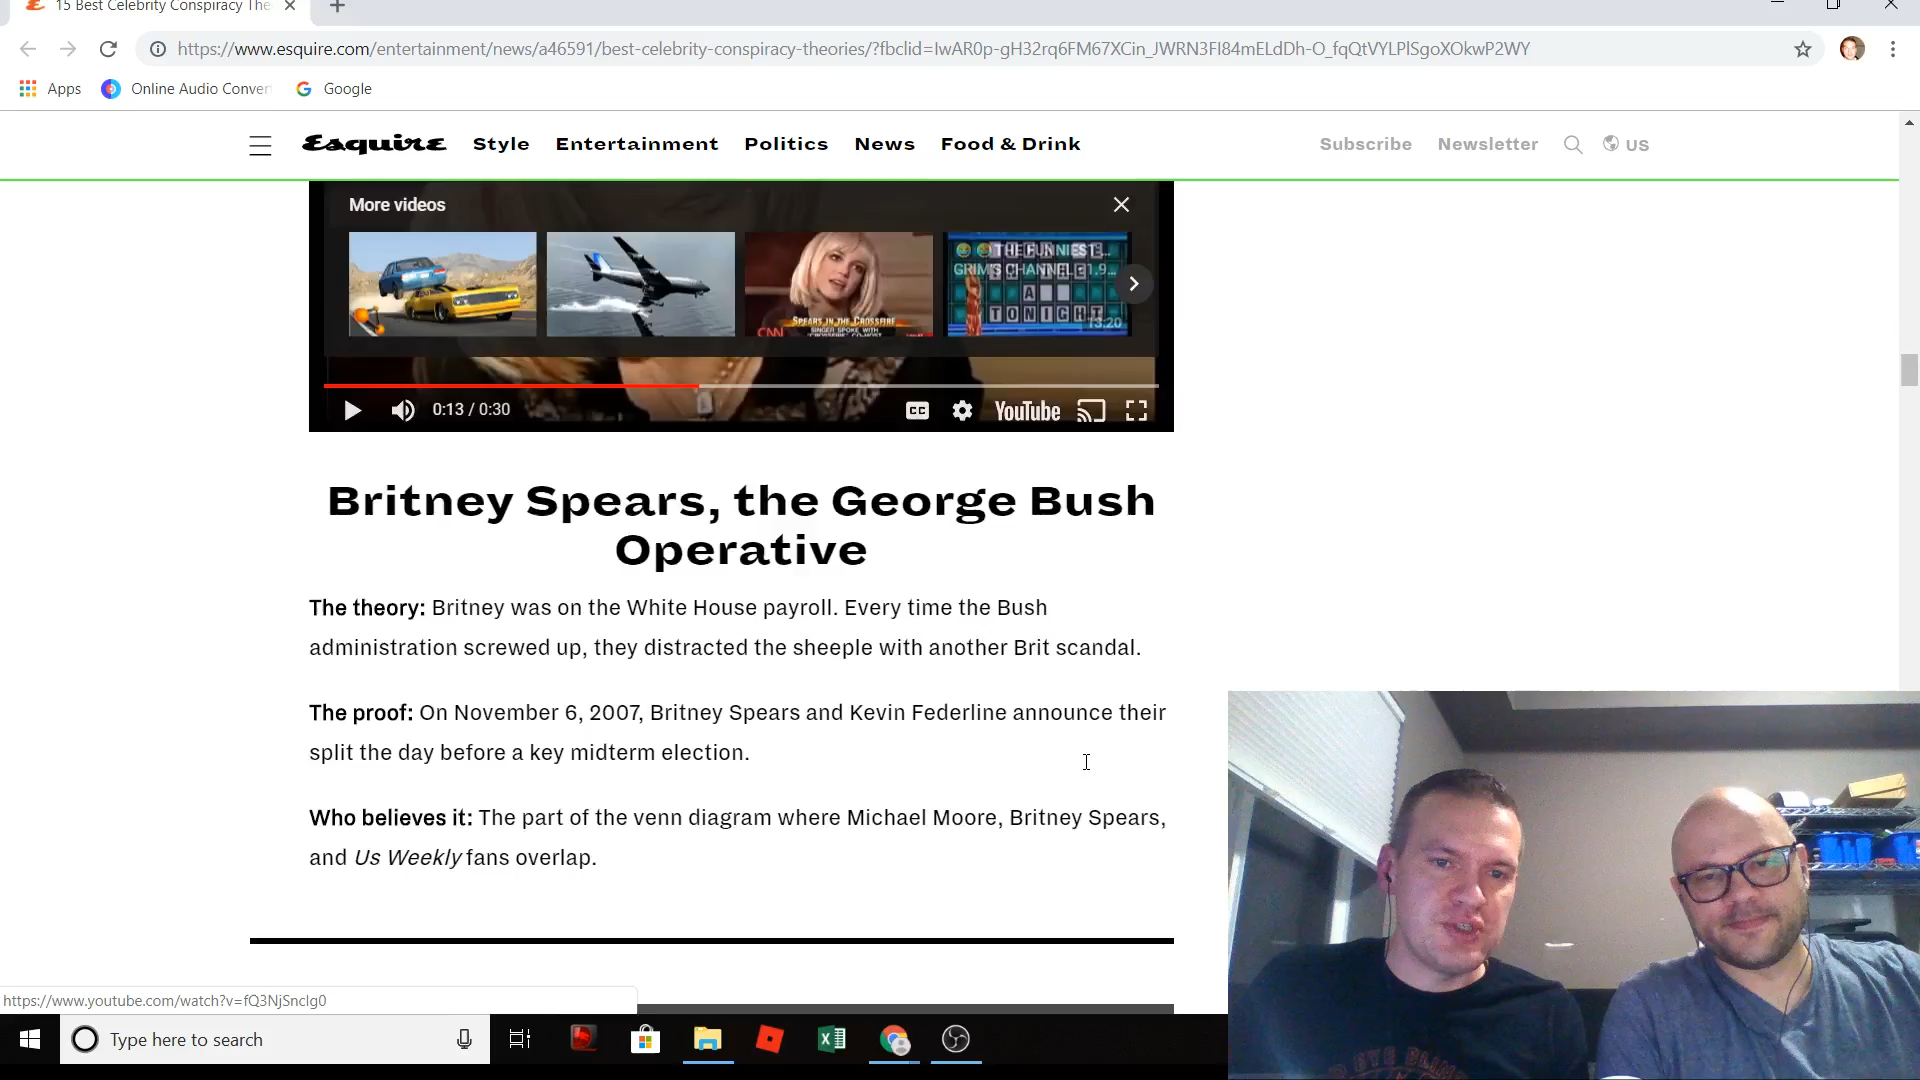 15 Best Celebrity Conspiracy The
https://www.esquire.com/entertainment/news/a46591/best-celebrity-conspiracy-theories/?fbclid=IwAR0p-gH32rq6FM67XCin_JWRN3FI84mELdDh-O_fqQtVYLPlSgoXOkwP2WY
Apps
Online Audio Conver
Google
Esquire
Style
Entertainment
Politics
News
Food & Drink
Subscribe
Newsletter
US
More videos
SPEARS IN THE CROSSFIRE
SINGER SPOKE WITH
CNN
THE FUNNIEST...
GRIM'S CHANNEL - 1.9...
A
TONIGHT
13:20
0:13 / 0:30
CC
YouTube
Britney Spears, the George Bush
Operative
The theory: Britney was on the White House payroll. Every time the Bush
administration screwed up, they distracted the sheeple with another Brit scandal.
The proof: On November 6, 2007, Britney Spears and Kevin Federline announce their
split the day before a key midterm election.
Who believes it: The part of the venn diagram where Michael Moore, Britney Spears,
and Us Weekly fans overlap.
https://www.youtube.com/watch?v=fQ3NjSncIg0
Type here to search